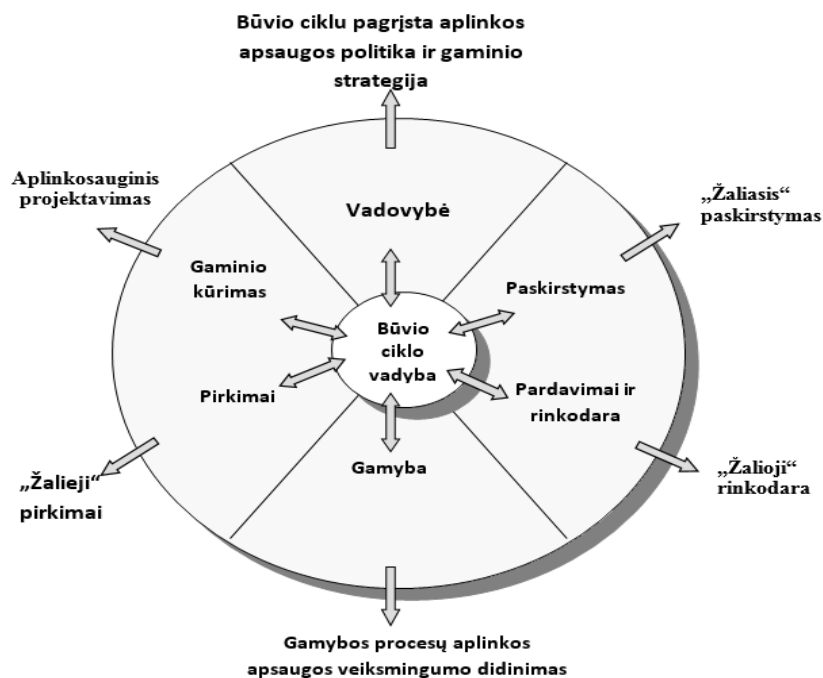 Būvio ciklu pagrįsta aplinkos
apsaugos politika ir gaminio
strategija
Aplinkosauginis
projektavimas
„Žaliasis“
paskirstymas
Vadovybė
Gaminio
kūrimas
Paskirstymas
Būvio
ciklo
vadyba
Pirkimai
Pardavimai ir
rinkodara
Gamyba
„Žalieji“
pirkimai
„Žalioji“
rinkodara
Gamybos procesų aplinkos
apsaugos veiksmingumo didinimas